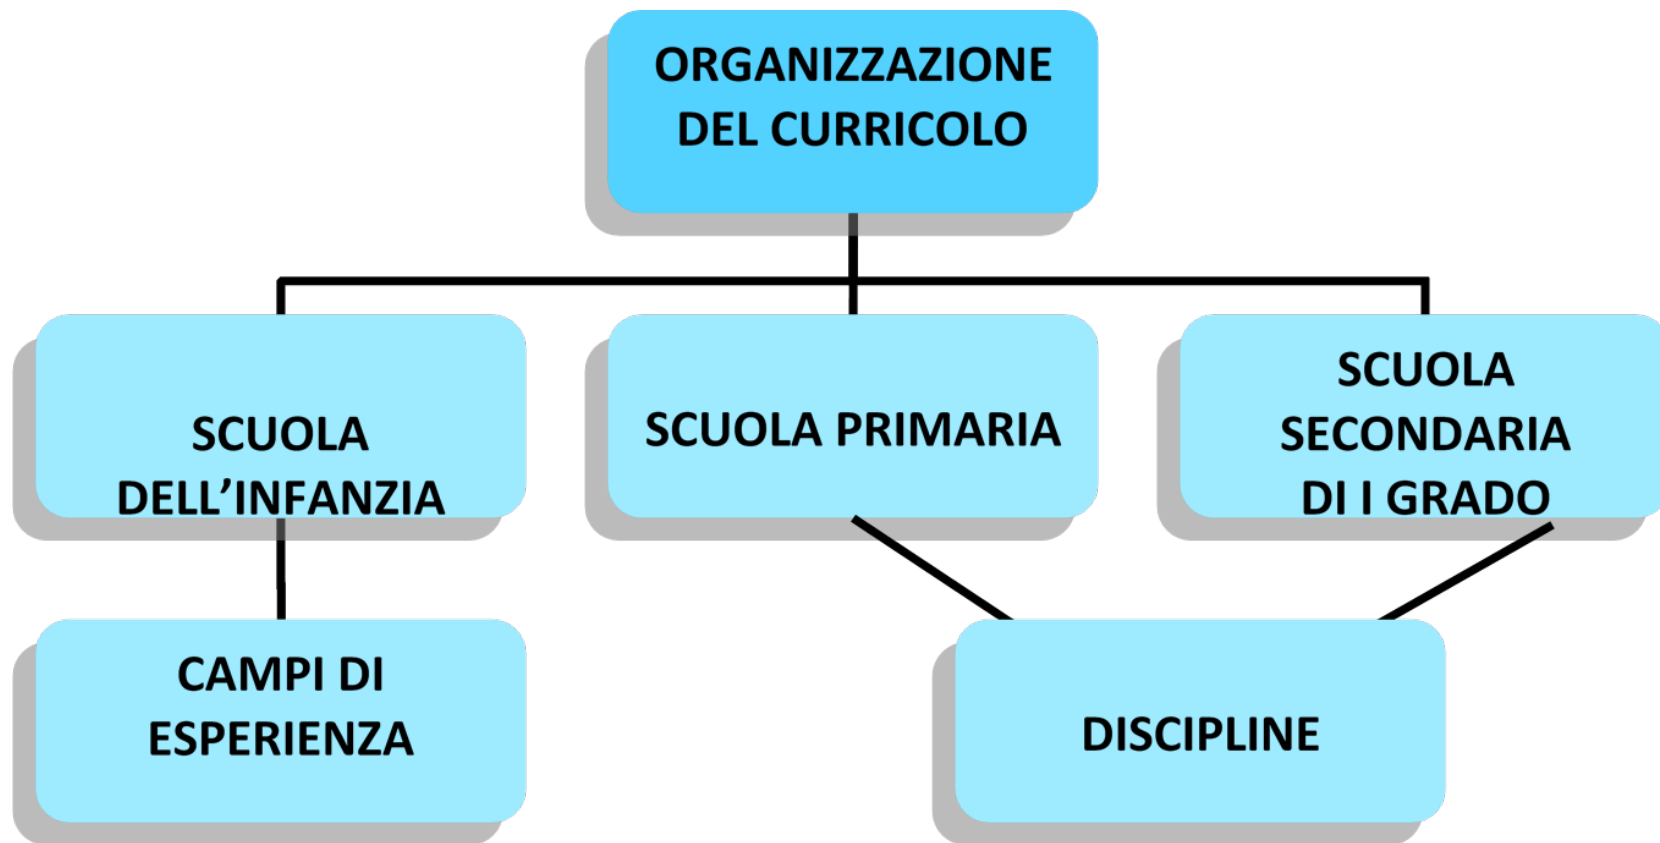 ORGANIZZAZIONE
DEL CURRICOLO
SCUOLA
DELL’INFANZIA
SCUOLA PRIMARIA
SCUOLA
SECONDARIA
DI I GRADO
CAMPI DI
ESPERIENZA
DISCIPLINE